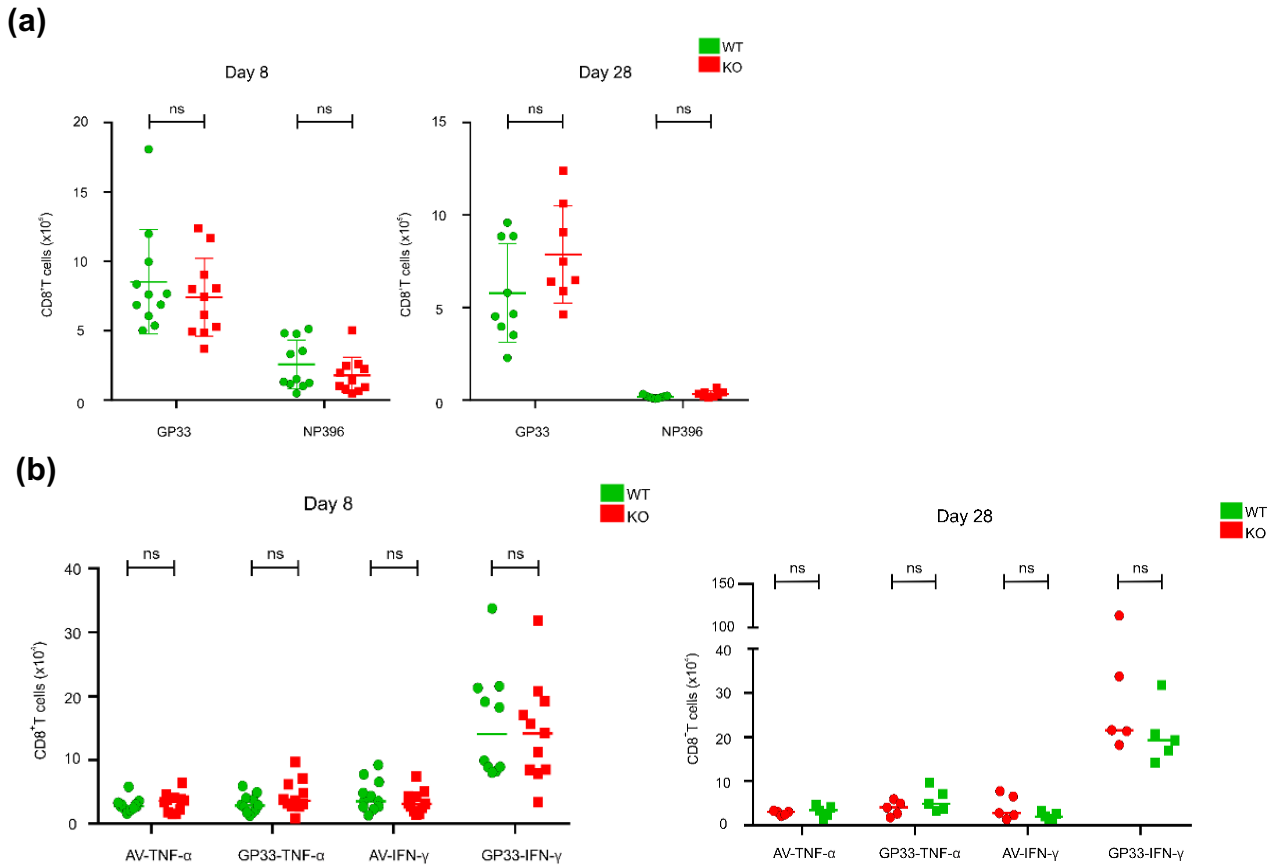 (a)
WT
KO
Day 8
Day 28
ns
ns
ns
ns
20
15
10
5
0
CD8⁺T cells (x10⁵)
GP33
NP396
15
10
5
0
CD8⁺T cells (x10⁵)
GP33
NP396
(b)
Day 8
WT
KO
ns
ns
ns
ns
40
30
20
10
0
CD8⁺T cells (x10⁴)
AV-TNF-α
GP33-TNF-α
AV-IFN-γ
GP33-IFN-γ
Day 28
WT
KO
ns
ns
ns
ns
150
100
40
30
20
10
0
CD8⁺T cells (x10⁴)
AV-TNF-α
GP33-TNF-α
AV-IFN-γ
GP33-IFN-γ